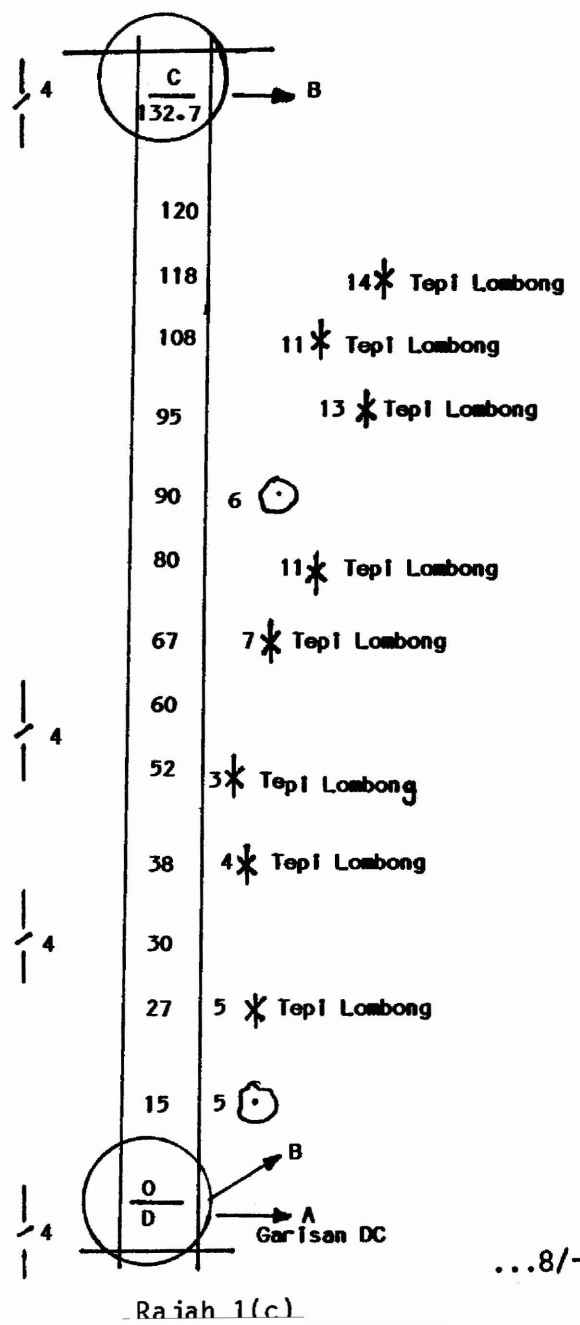 C
4
B
132.7
120
118 14 Tepi Lombong
108 11 Tepi Lombong
95 13 Tepi Lombong
90 6
80 11 Tepi Lombong
67 7 Tepi Lombong
60
4
52 3 Tepi Lombong
38 4 Tepi Lombong
4 30
27 5 Tepi Lombong
15 5
B
O
D
A
4
Garisan DC
...8/-
Rajah 1(c)